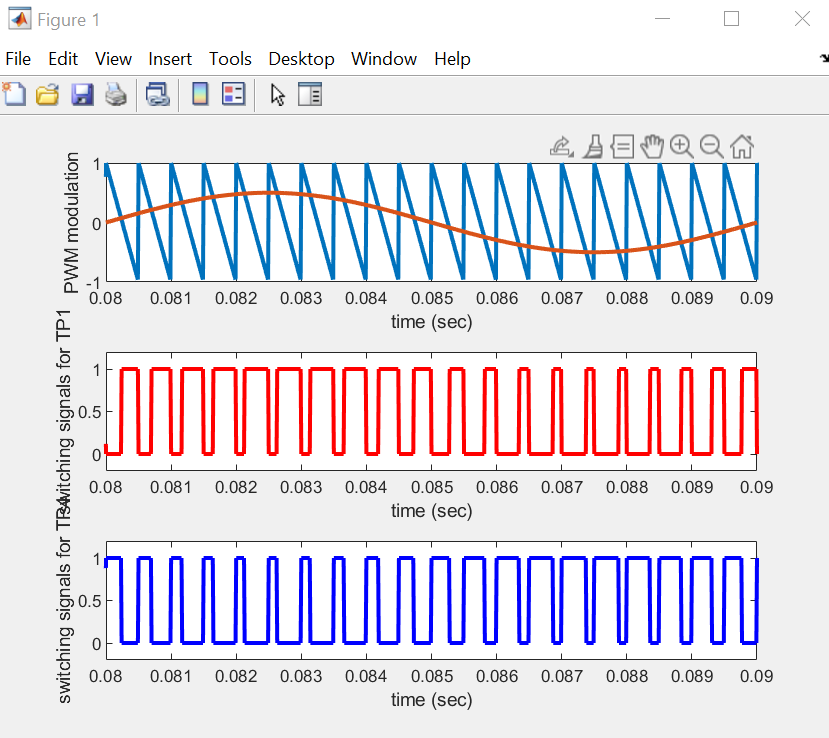 Figure 1
File Edit View Insert Tools Desktop Window Help
PWM modulation
1
0
-1
0.08 0.081 0.082 0.083 0.084 0.085 0.086 0.087 0.088 0.089 0.09
time (sec)
switching signals for TP1
1
0.5
0
0.08 0.081 0.082 0.083 0.084 0.085 0.086 0.087 0.088 0.089 0.09
time (sec)
switching signals for TP4
1
0.5
0
0.08 0.081 0.082 0.083 0.084 0.085 0.086 0.087 0.088 0.089 0.09
time (sec)